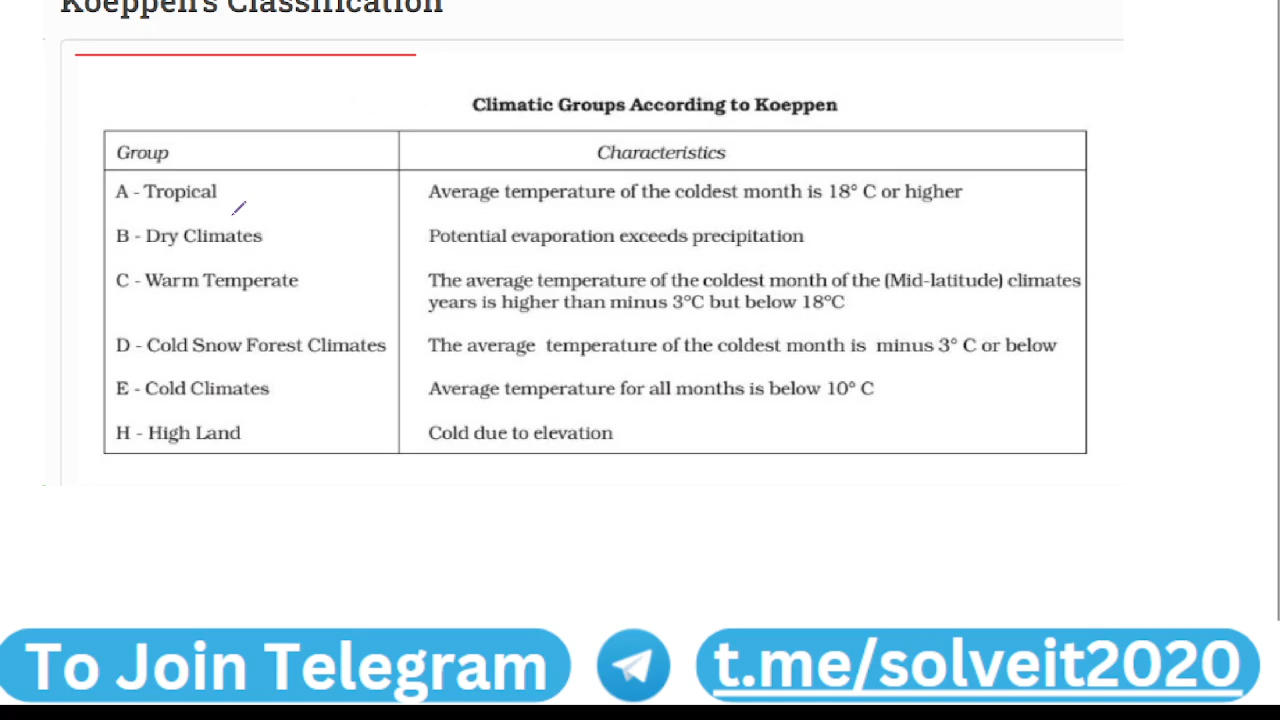 Koeppen's Classification
Climatic Groups According to Koeppen
Group Characteristics
A - Tropical Average temperature of the coldest month is 18° C or higher
B - Dry Climates Potential evaporation exceeds precipitation
C - Warm Temperate The average temperature of the coldest month of the (Mid-latitude) climates
years is higher than minus 3°C but below 18°C
D - Cold Snow Forest Climates The average temperature of the coldest month is minus 3° C or below
E - Cold Climates Average temperature for all months is below 10° C
H - High Land Cold due to elevation
To Join Telegram t.me/solveit2020